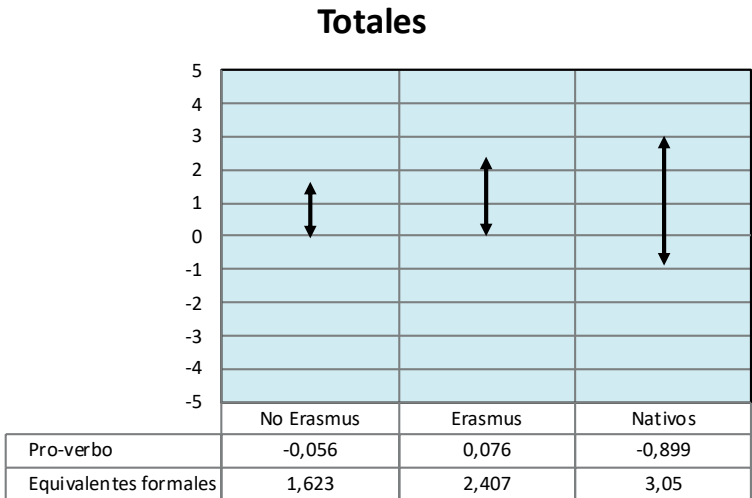 Totales
5
4
3
2
1
0
-1
-2
-3
-4
-5
No Erasmus Erasmus Nativos
Pro-verbo -0,056 0,076 -0,899
Equivalentes formales 1,623 2,407 3,05